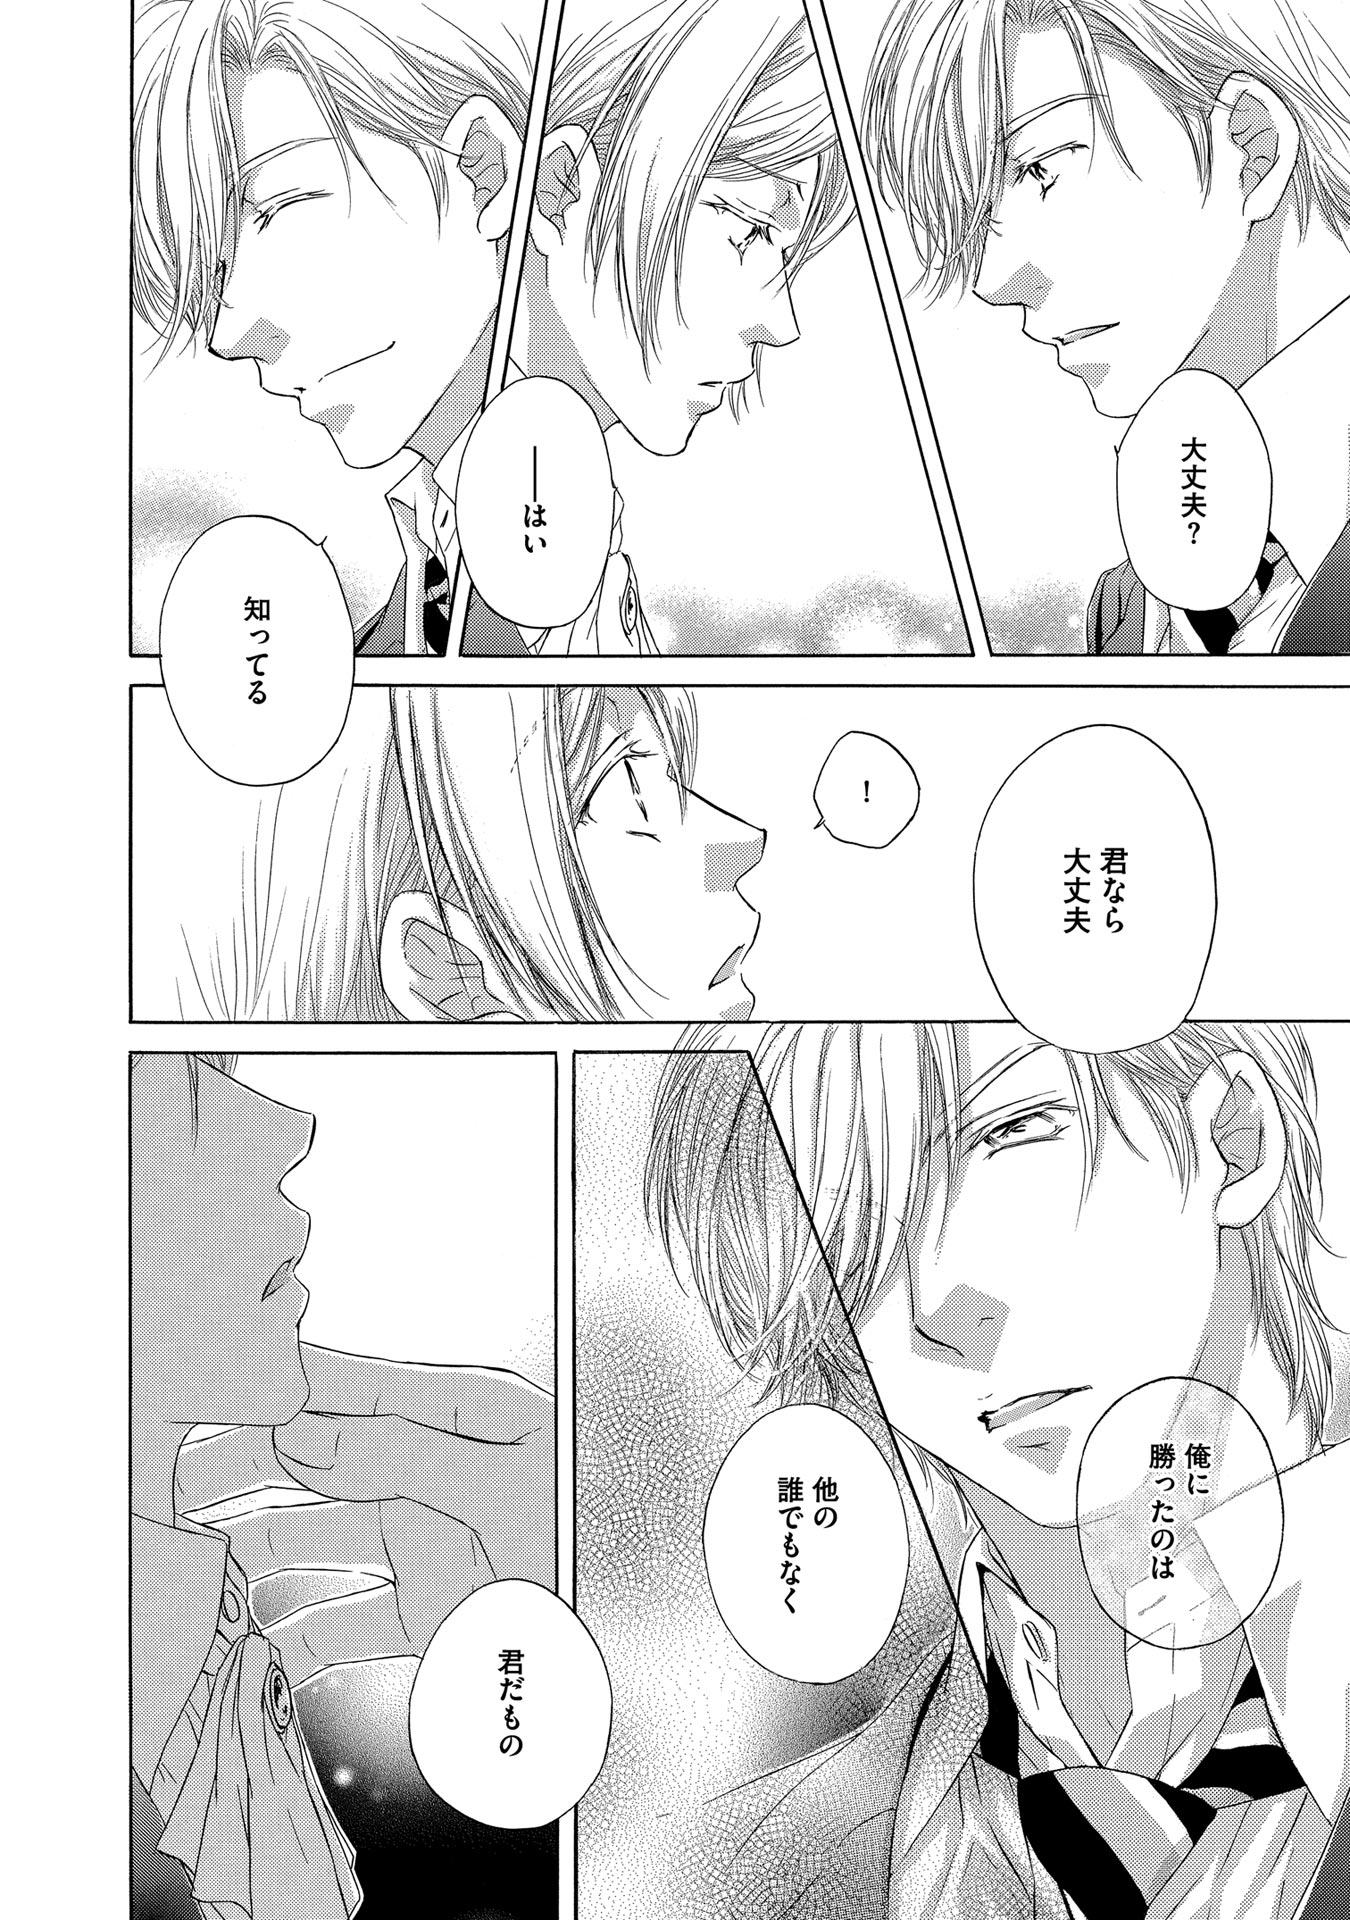 大丈夫?
——はい
知ってる
君なら
大丈夫
!
俺に
勝ったのは
他の
誰でもなく
君だもの